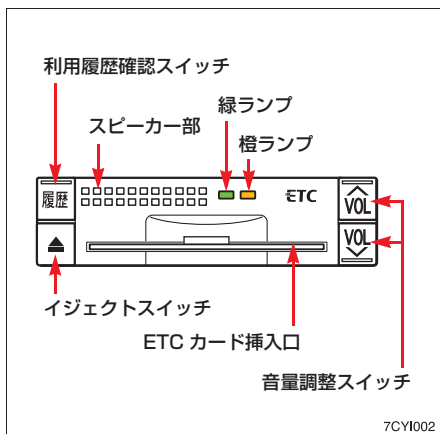 利用履歴確認スイッチ
緑ランプ
スピーカー部
橙ランプ
履歴
ETC
VOL
VOL
イジェクトスイッチ
ETC カード挿入口
音量調整スイッチ
7CYI002